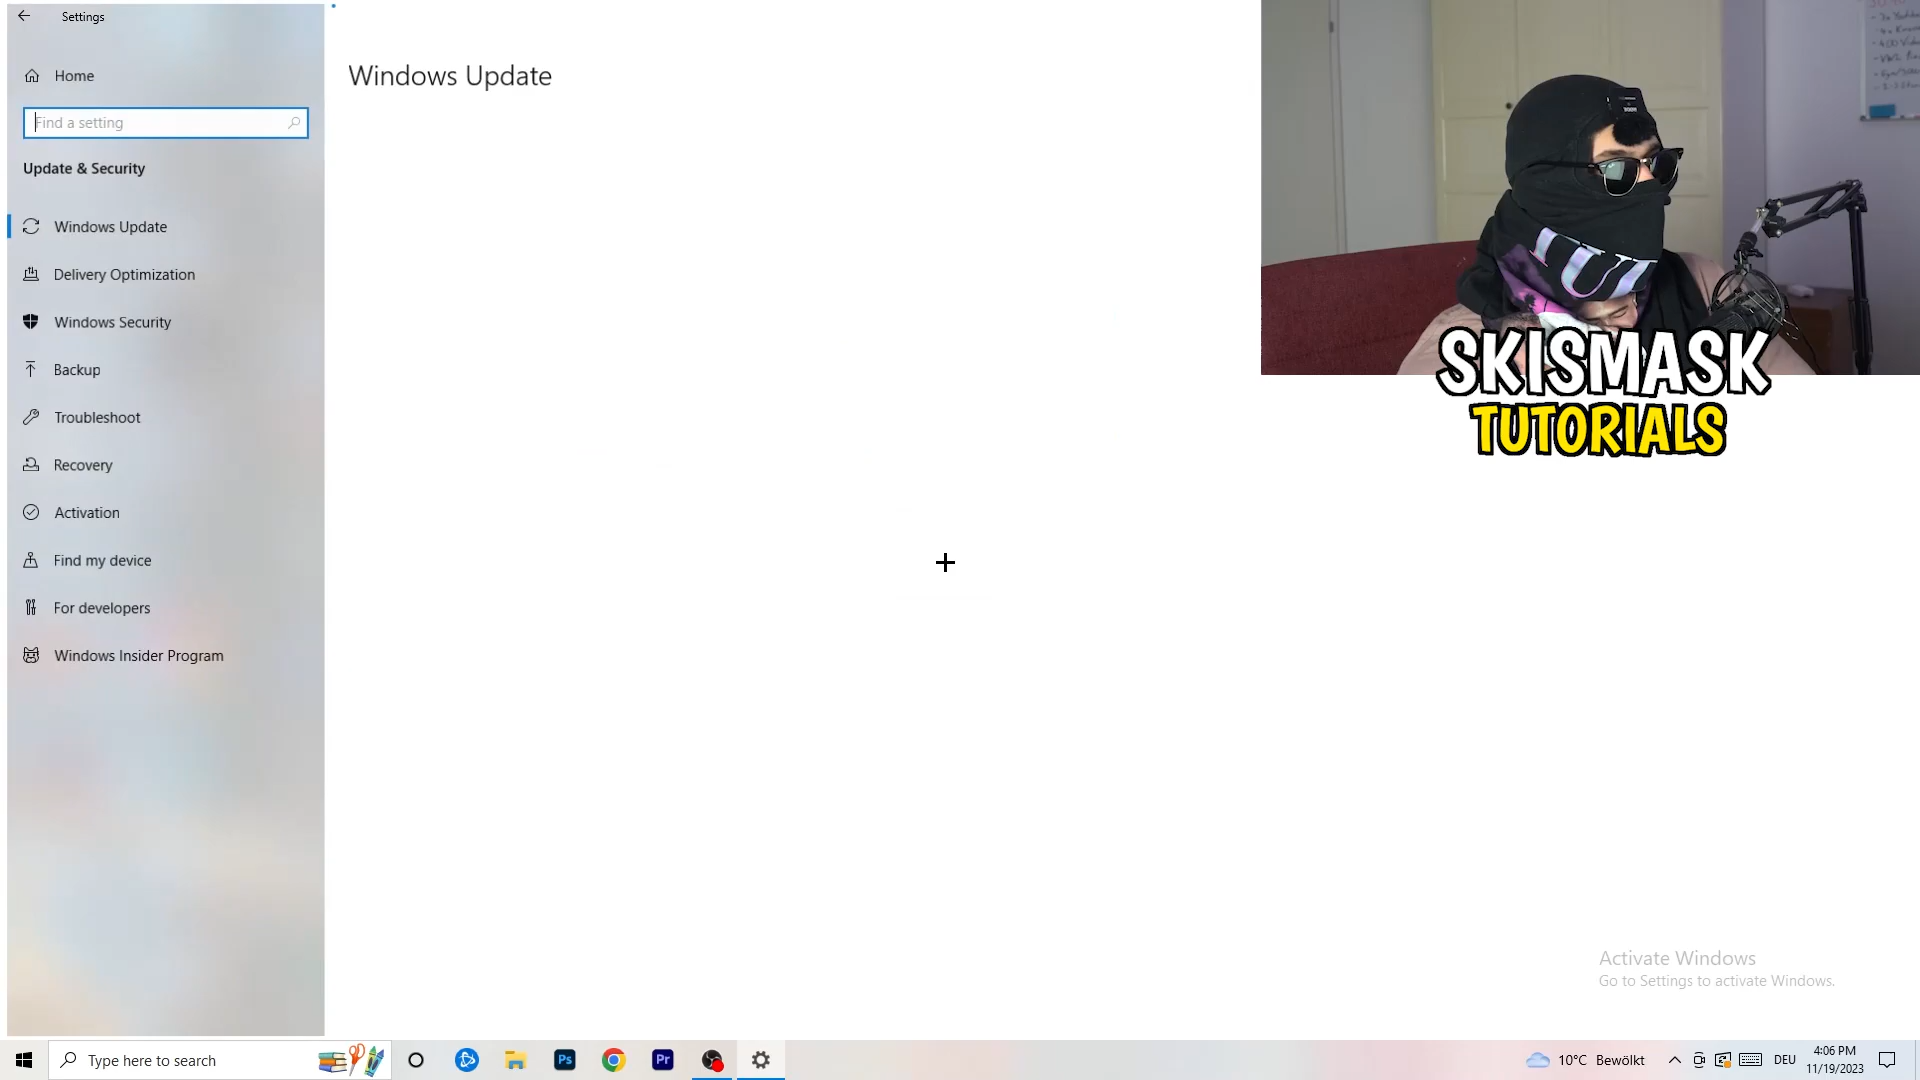 Settings
Home
Find a setting
Update & Security
Windows Update
Delivery Optimization
Windows Security
Backup
Troubleshoot
Recovery
Activation
Find my device
For developers
Windows Insider Program
Windows Update
SKISMASK
TUTORIALS
Activate Windows
Go to Settings to activate Windows.
Type here to search
Ps
Pr
10°C Bewölkt
DEU
4:06 PM
11/19/2023